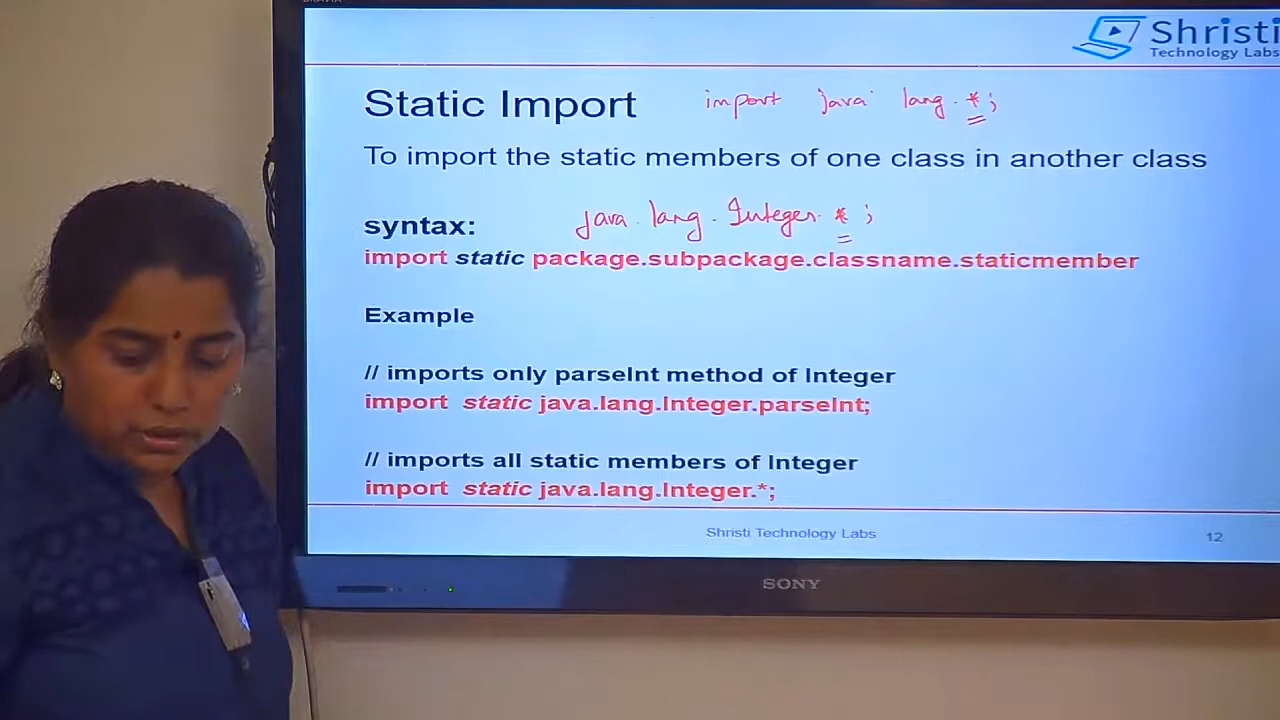 Shristi
Technology Labs
Static Import import java lang.*;
To import the static members of one class in another class
java.lang.Integer.*;
syntax:
import static package.subpackage.classname.staticmember
Example
// imports only parseInt method of Integer
import static java.lang.Integer.parseInt;
// imports all static members of Integer
import static java.lang.Integer.*;
Shristi Technology Labs
12
SONY